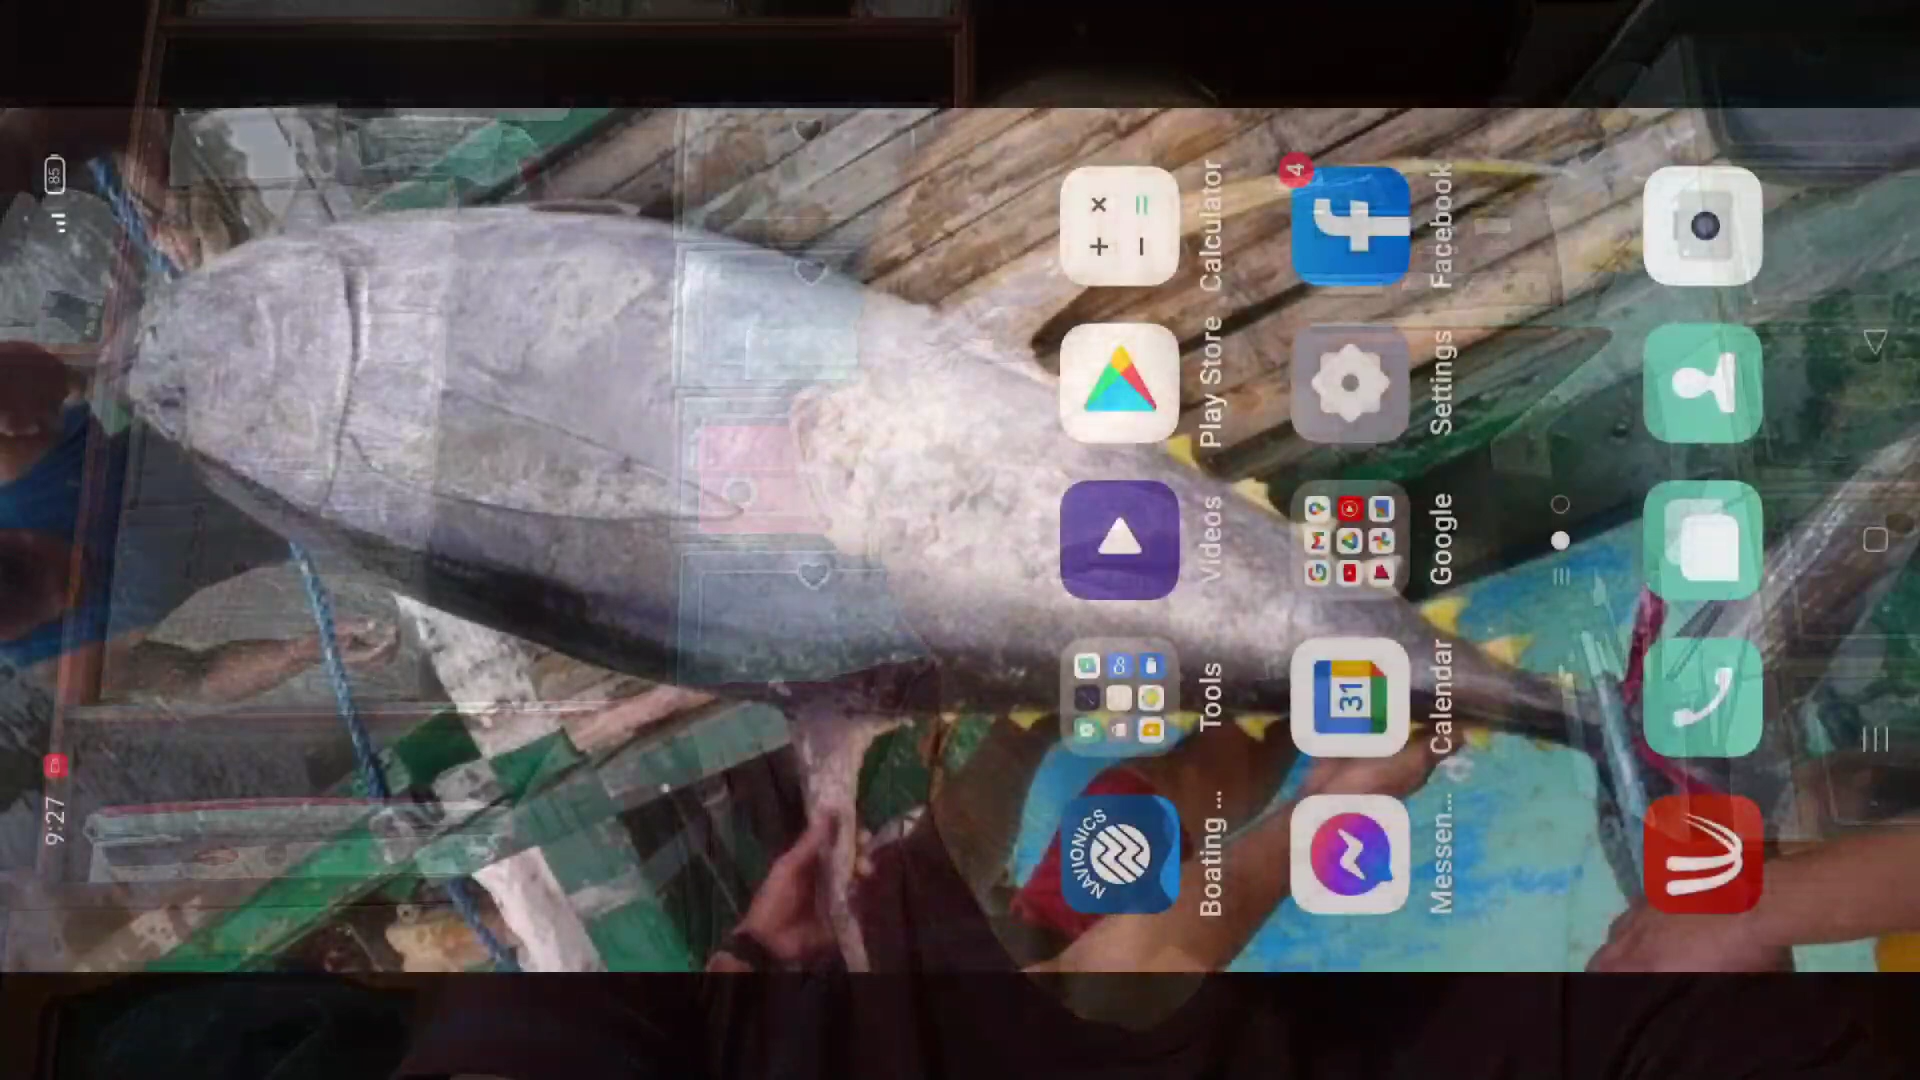 9:27
85
Boating ...
Tools
Videos
Play Store
Calculator
Messen...
Calendar
Google
Settings
Facebook
NAVIONICS
31
4